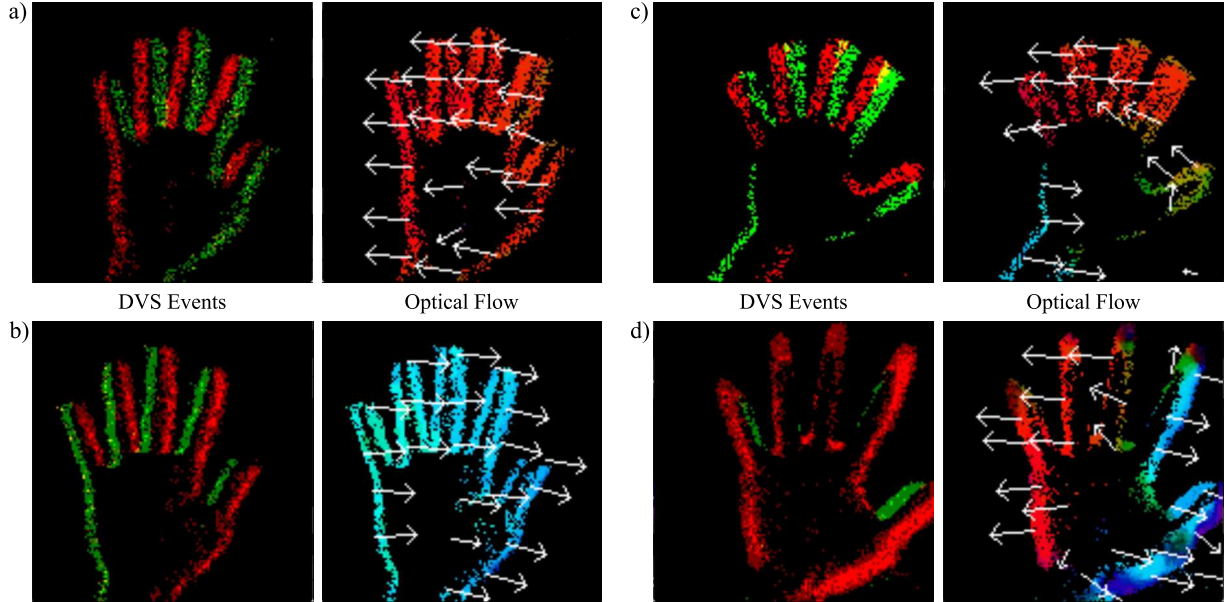 a)
c)
DVS Events
Optical Flow
DVS Events
Optical Flow
b)
d)